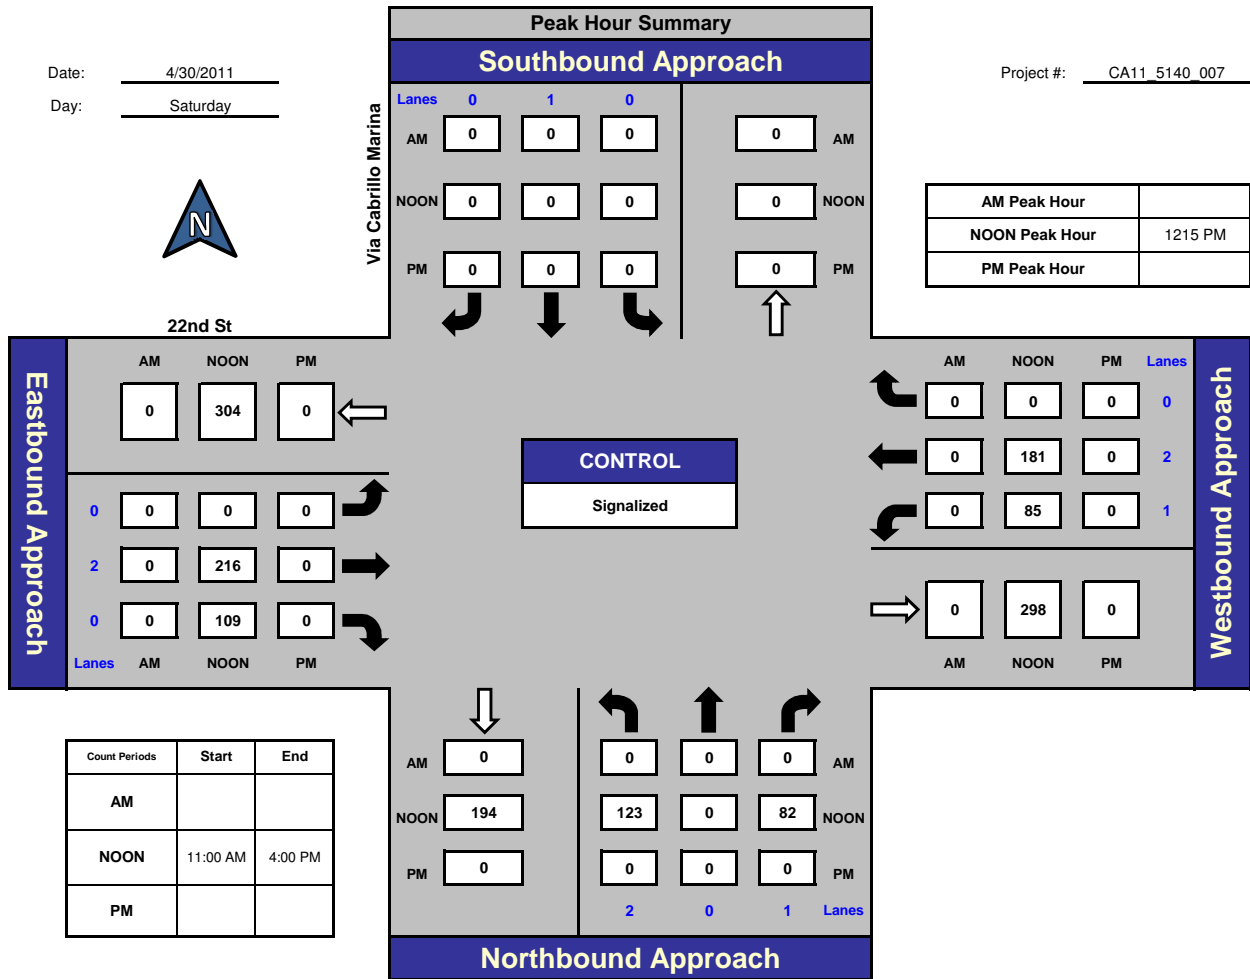 Peak Hour Summary
Southbound Approach
Date: 4/30/2011
Project #: CA11_5140_007
Day: Saturday
Via Cabrillo Marina
Lanes 0 1 0
AM 0 0 0 0 AM
NOON 0 0 0 0 NOON
PM 0 0 0 0 PM
N
AM Peak Hour
NOON Peak Hour 1215 PM
PM Peak Hour
22nd St
Eastbound Approach
AM NOON PM
0 304 0
0 0 0 0
2 0 216 0
0 0 109 0
Lanes AM NOON PM
CONTROL
Signalized
AM NOON PM Lanes
0 0 0 0
0 181 0 2
0 85 0 1
0 298 0
AM NOON PM
Westbound Approach
Count Periods Start End
AM
NOON 11:00 AM 4:00 PM
PM
AM 0 0 0 0 AM
NOON 194 123 0 82 NOON
PM 0 0 0 0 PM
2 0 1 Lanes
Northbound Approach